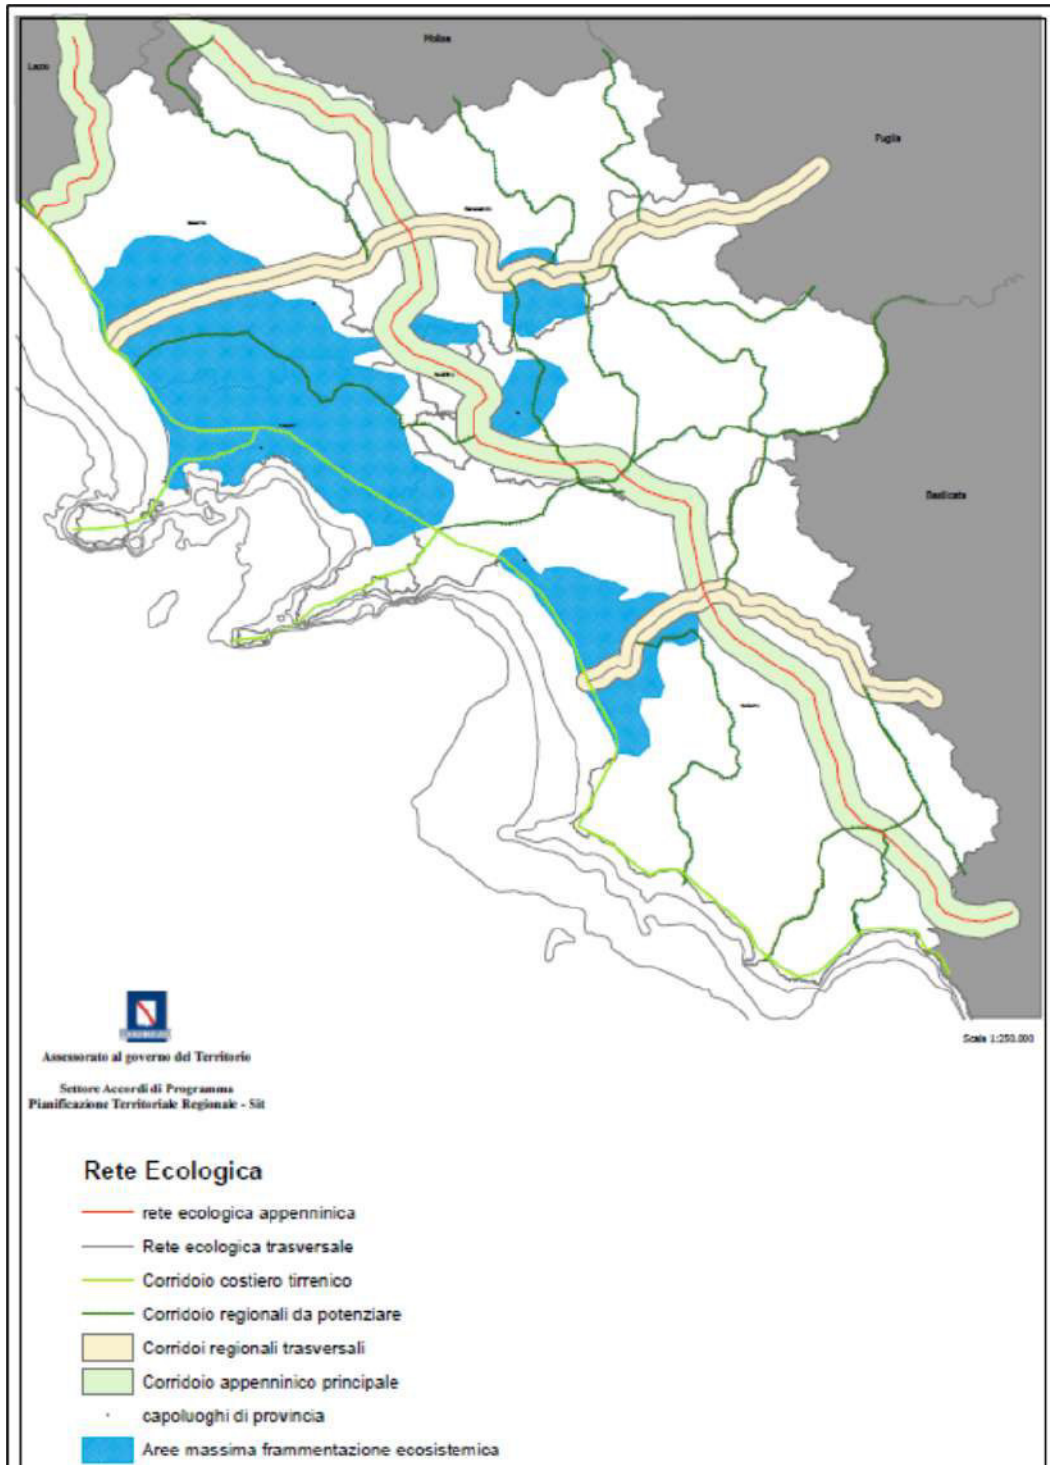 Molise
Lazio
Puglia
Basilicata
Scala 1:250.000
Assessorato al governo del Territorio
Settore Accordi di Programma
Pianificazione Territoriale Regionale - Sit
Rete Ecologica
rete ecologica appenninica
Rete ecologica trasversale
Corridoio costiero tirrenico
Corridoio regionali da potenziare
Corridoi regionali trasversali
Corridoio appenninico principale
capoluoghi di provincia
Aree massima frammentazione ecosistemica